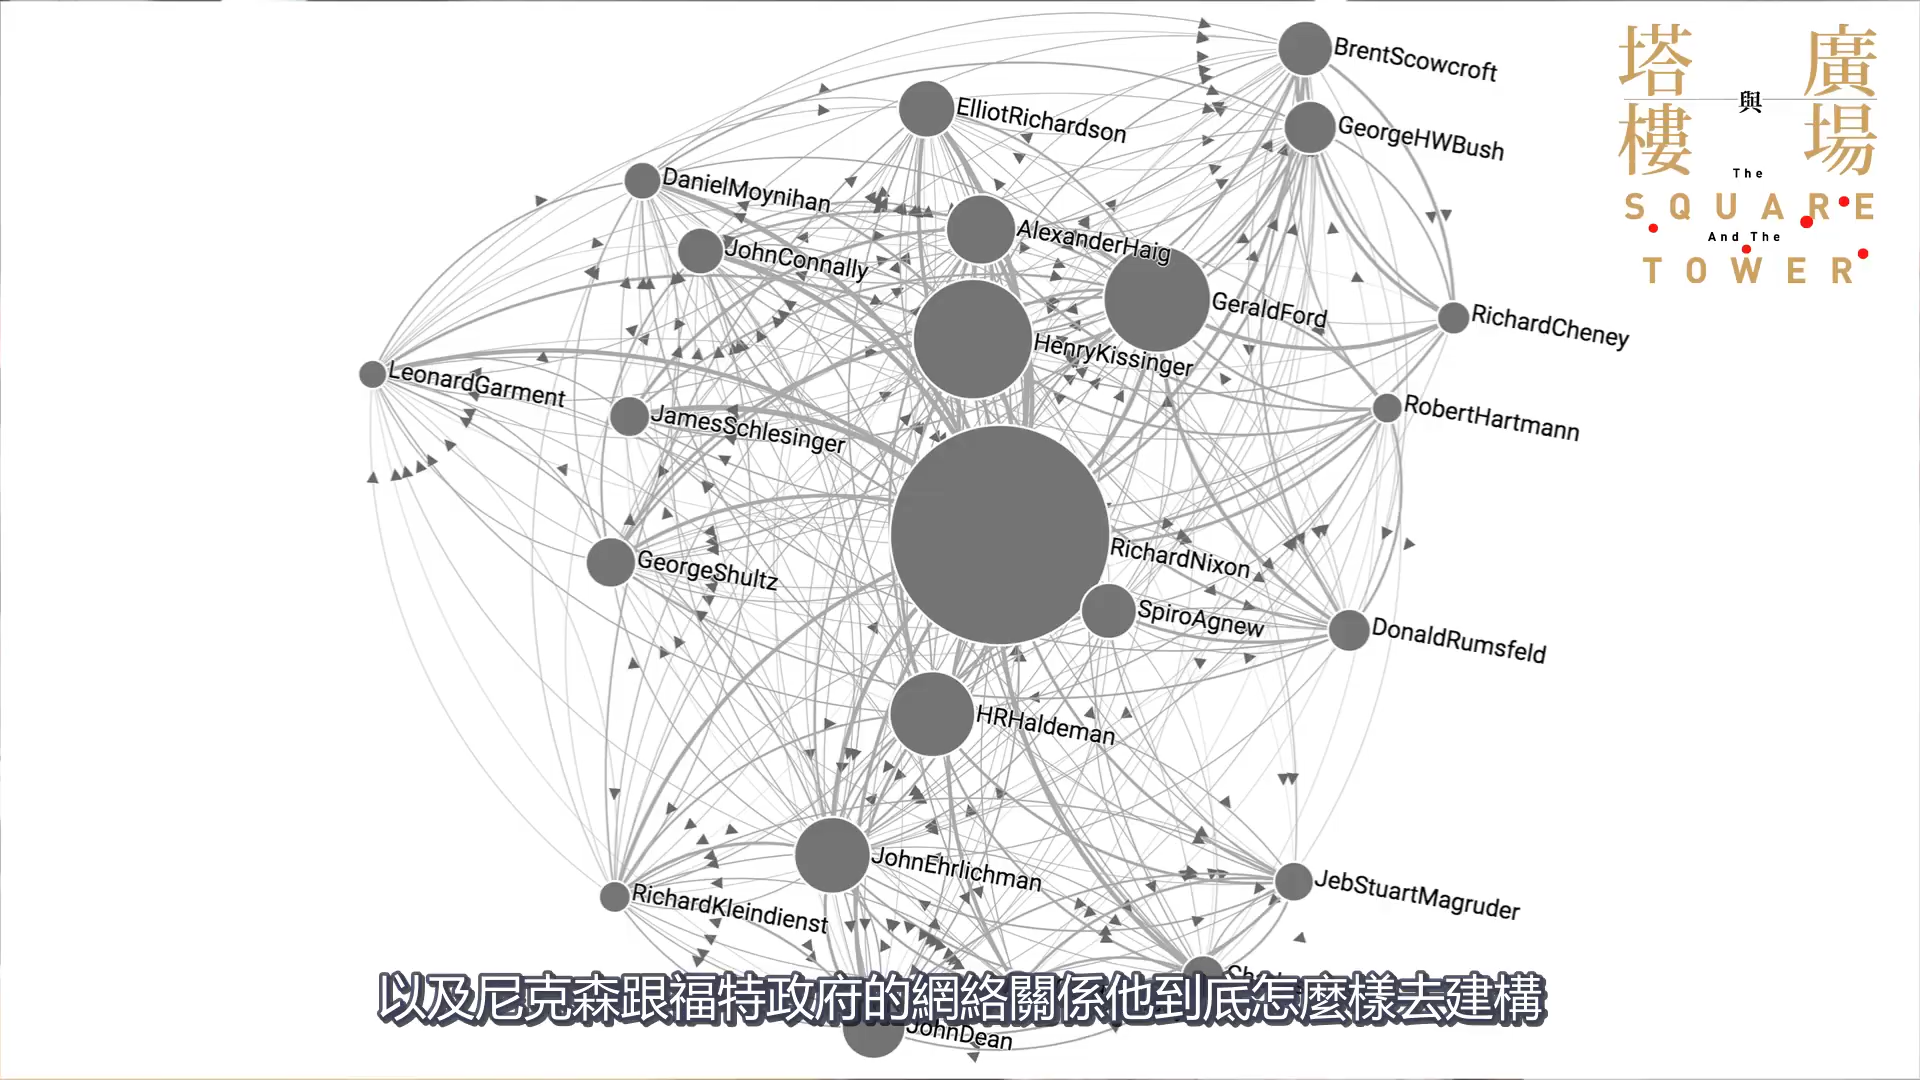 BrentScowcroft
ElliotRichardson
GeorgeHWBush
DanielMoynihan
AlexanderHaig
JohnConnally
GeraldFord
RichardCheney
HenryKissinger
LeonardGarment
RobertHartmann
JamesSchlesinger
RichardNixon
GeorgeShultz
SpiroAgnew
DonaldRumsfeld
HRHaldeman
JohnEhrlichman
JebStuartMagruder
RichardKleindienst
JohnDean
塔樓
與
廣場
The
SQUARE
And The
TOWER
以及尼克森跟福特政府的網絡關係他到底怎麼樣去建構